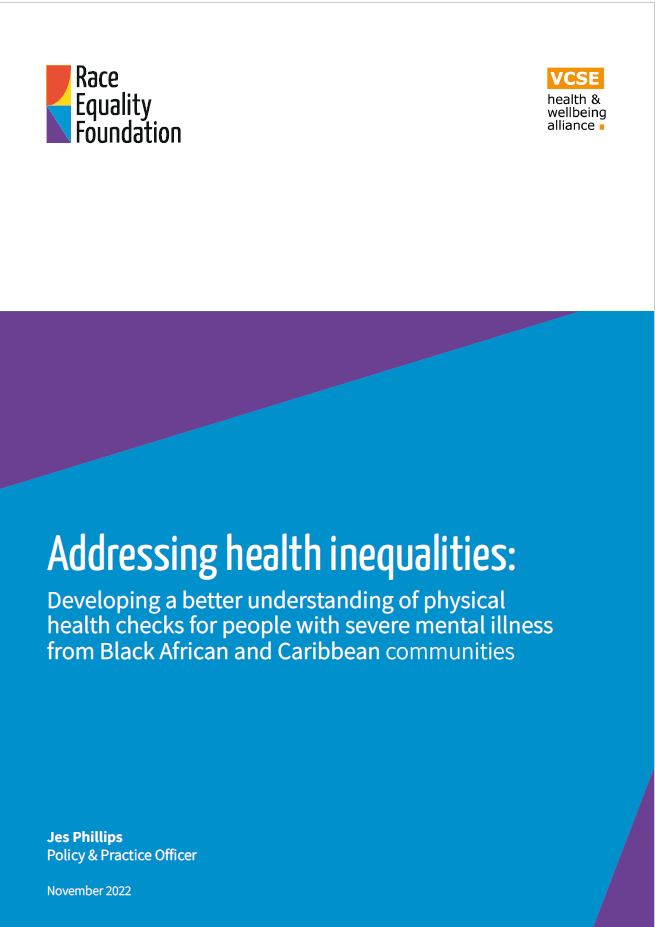 Race
Equality
Foundation
VCSE
health &
wellbeing
alliance
Addressing health inequalities:
Developing a better understanding of physical
health checks for people with severe mental illness
from Black African and Caribbean communities
Jes Phillips
Policy & Practice Officer
November 2022